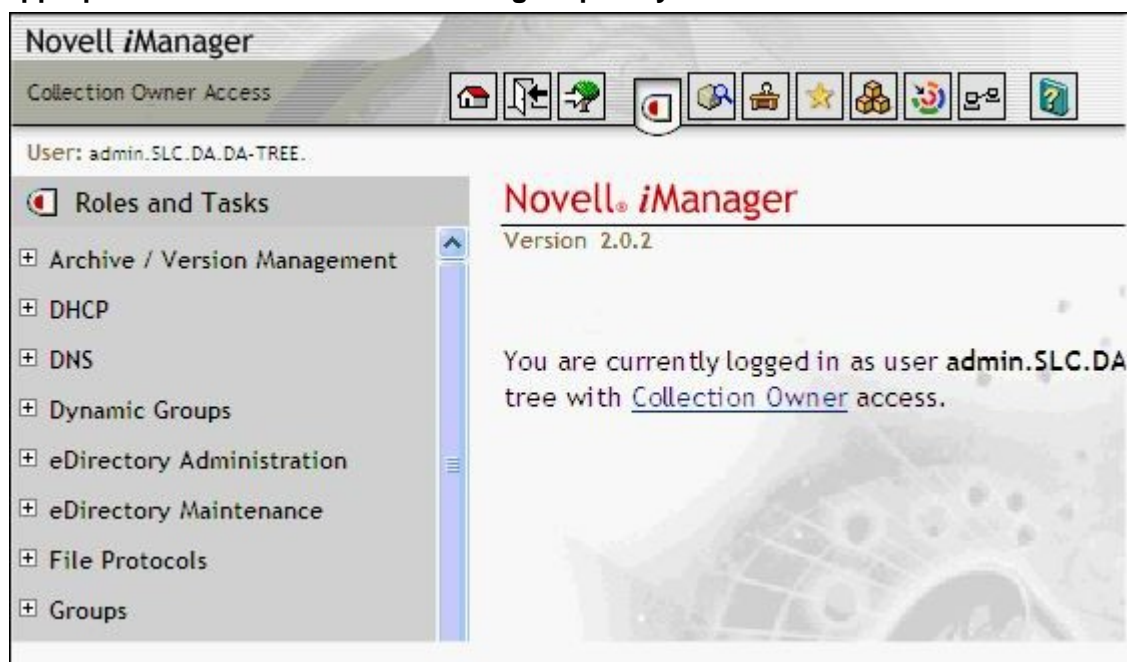 Novell iManager
Collection Owner Access
User: admin.SLC.DA.DA-TREE.
Roles and Tasks
Archive / Version Management
DHCP
DNS
Dynamic Groups
eDirectory Administration
eDirectory Maintenance
File Protocols
Groups
Novell® iManager
Version 2.0.2
You are currently logged in as user admin.SLC.DA
tree with Collection Owner access.